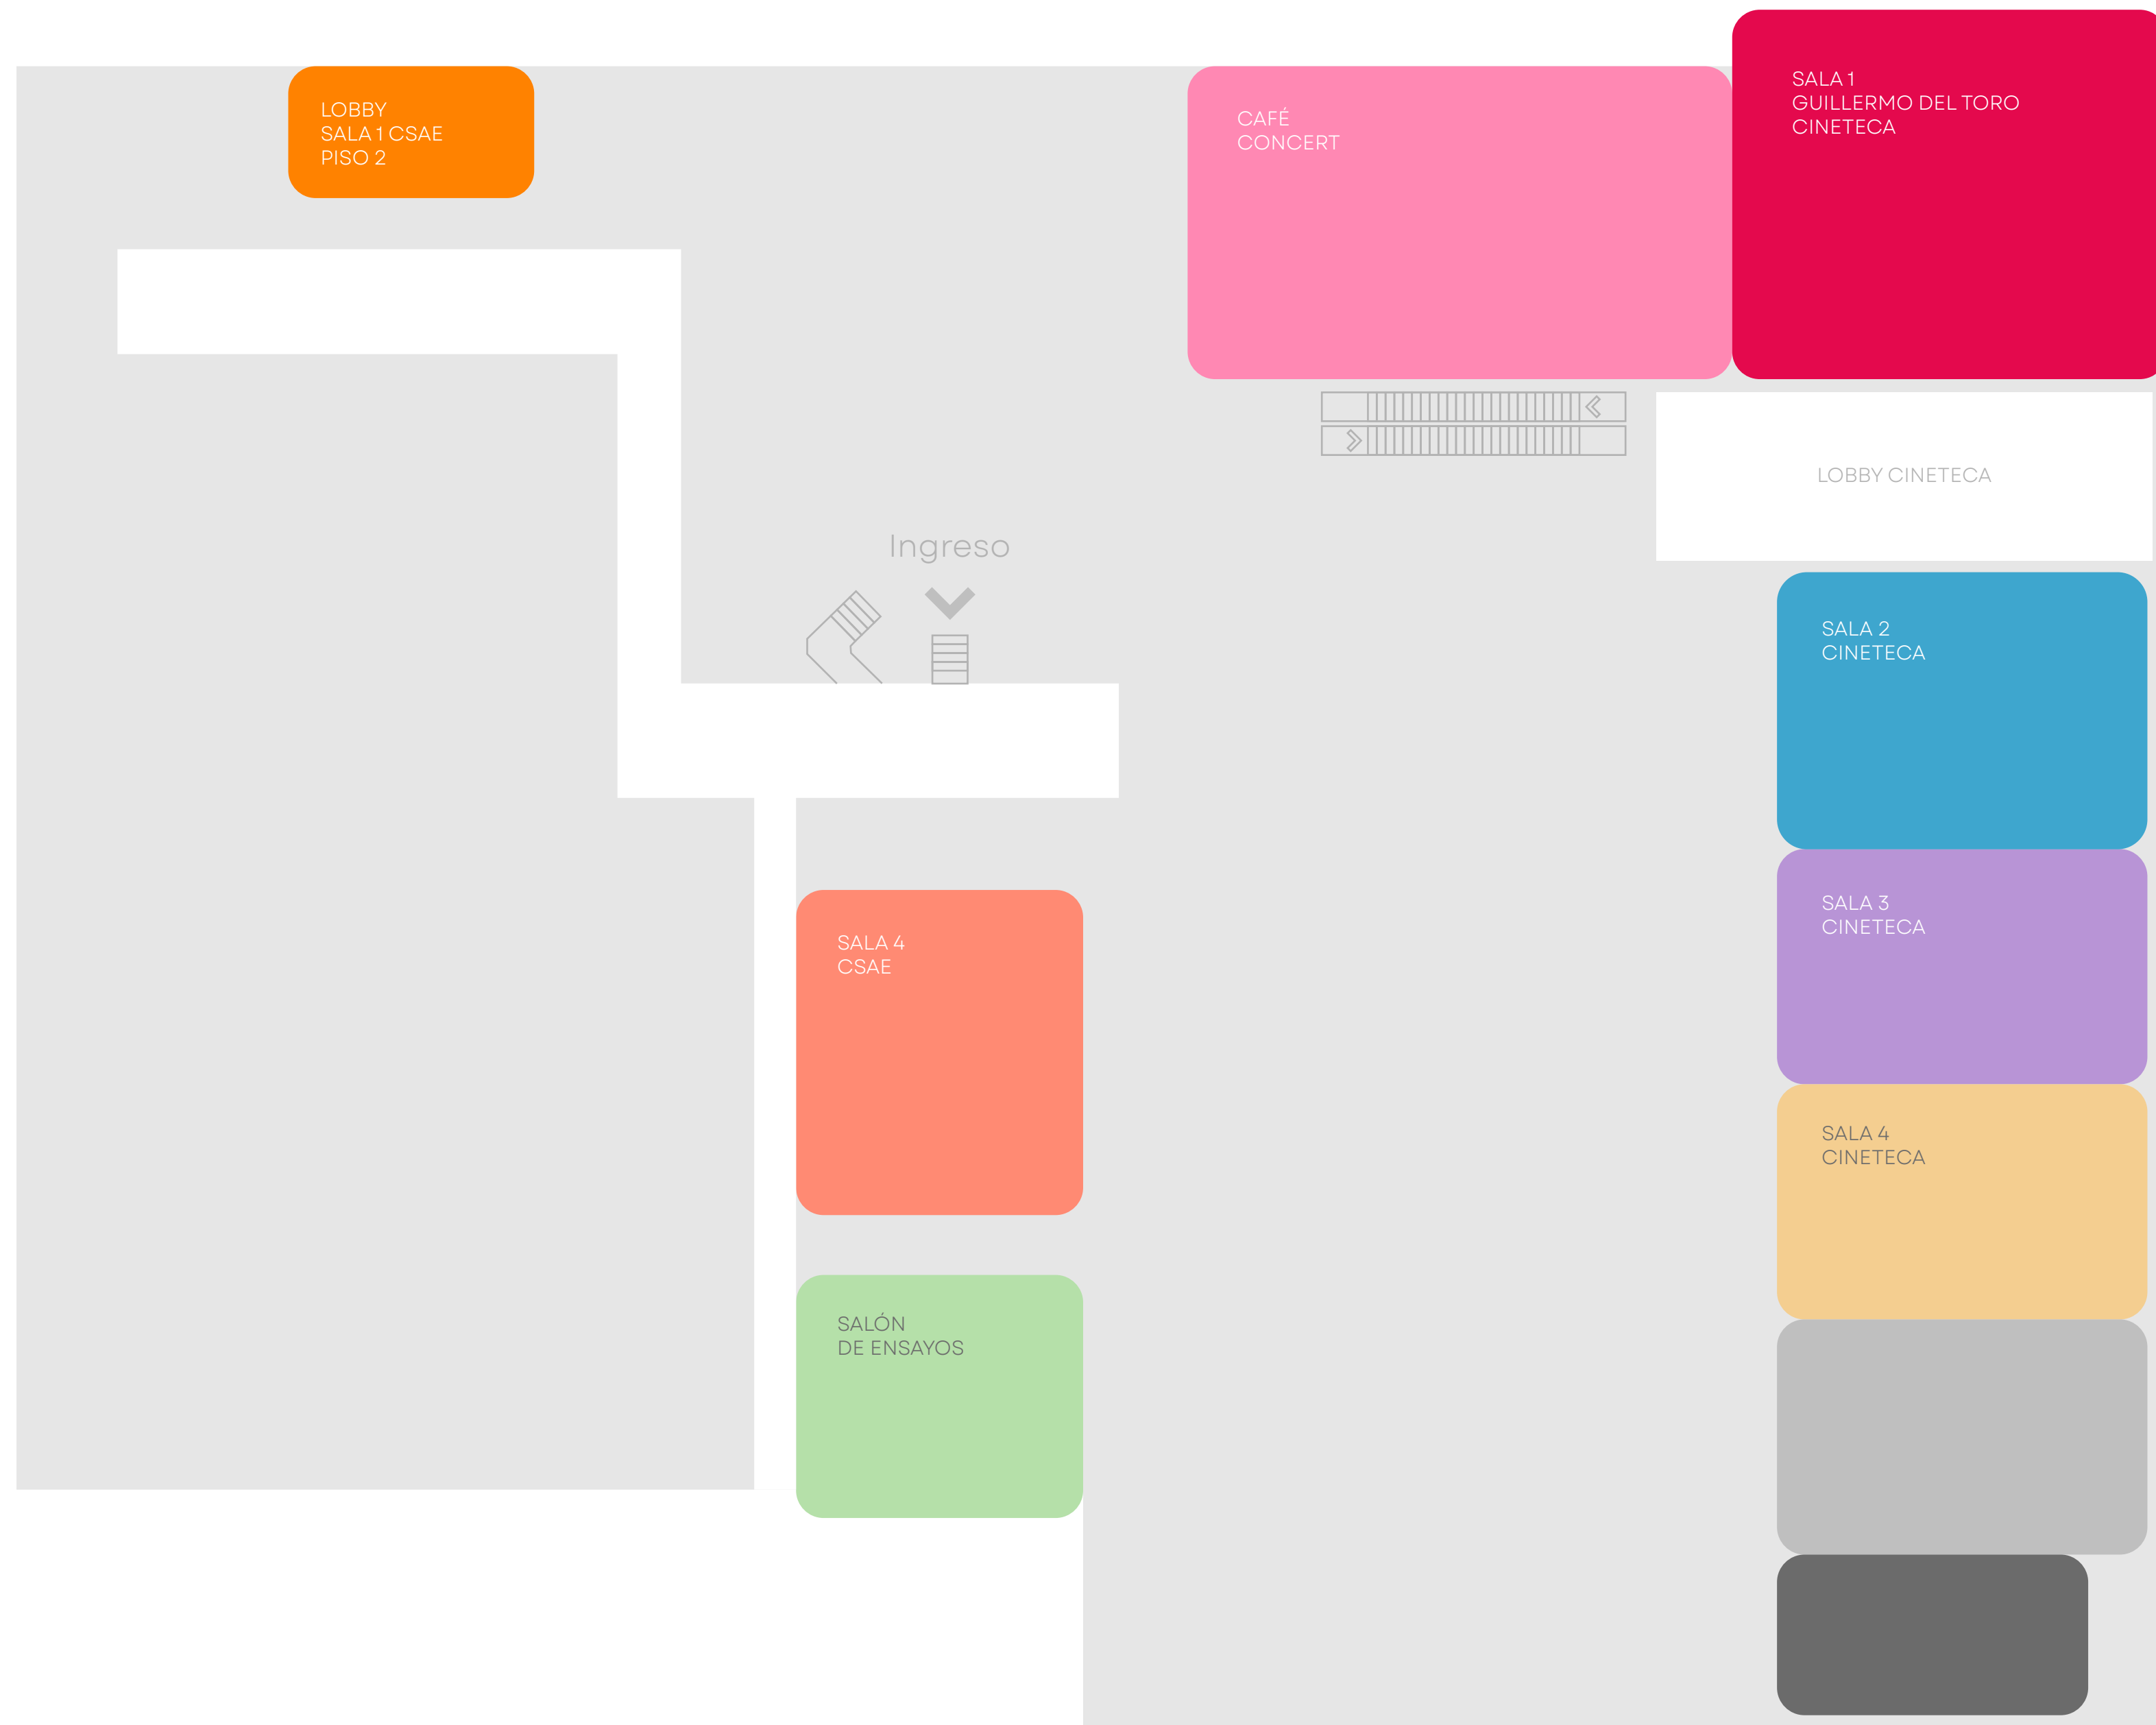 LOBBY
SALA 1 CSAE
PISO 2
CAFÉ
CONCERT
SALA 1
GUILLERMO DEL TORO
CINETECA
LOBBY CINETECA
Ingreso
SALA 2
CINETECA
SALA 3
CINETECA
SALA 4
CSAE
SALA 4
CINETECA
SALÓN
DE ENSAYOS